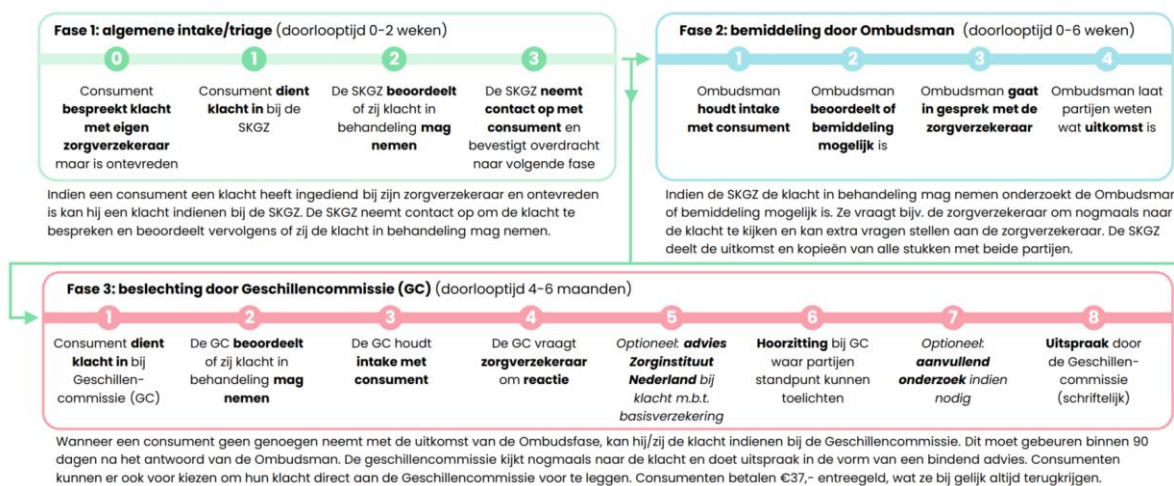 Fase 1: algemene intake/triage (doorlooptijd 0-2 weken)
0
Consument
bespreekt klacht
met eigen
zorgverzekeraar
maar is ontevreden
1
Consument dient
klacht in bij de
SKGZ
2
De SKGZ beoordeelt
of zij klacht in
behandeling mag
nemen
3
De SKGZ neemt
contact op met
consument en
bevestigt overdracht
naar volgende fase
Indien een consument een klacht heeft ingediend bij zijn zorgverzekeraar en ontevreden
is kan hij een klacht indienen bij de SKGZ. De SKGZ neemt contact op om de klacht te
bespreken en beoordeelt vervolgens of zij de klacht in behandeling mag nemen.
Fase 2: bemiddeling door Ombudsman (doorlooptijd 0-6 weken)
1
Ombudsman
houdt intake
met consument
2
Ombudsman
beoordeelt of
bemiddeling
mogelijk is
3
Ombudsman gaat
in gesprek met de
zorgverzekeraar
4
Ombudsman laat
partijen weten
wat uitkomst is
Indien de SKGZ de klacht in behandeling mag nemen onderzoekt de Ombudsman
of bemiddeling mogelijk is. Ze vraagt bijv. de zorgverzekeraar om nogmaals naar
de klacht te kijken en kan extra vragen stellen aan de zorgverzekeraar. De SKGZ
deelt de uitkomst en kopieën van alle stukken met beide partijen.
Fase 3: beslechting door Geschillencommissie (GC) (doorlooptijd 4-6 maanden)
1
Consument dient
klacht in bij
Geschillen-
commissie (GC)
2
De GC beoordeelt
of zij klacht in
behandeling mag
nemen
3
De GC houdt
intake met
consument
4
De GC vraagt
zorgverzekeraar
om reactie
5
Optioneel: advies
Zorginstituut
Nederland bij
klacht m.b.t.
basisverzekering
6
Hoorzitting bij GC
waar partijen
standpunt kunnen
toelichten
7
Optioneel:
aanvullend
onderzoek indien
nodig
8
Uitspraak door
de Geschillen-
commissie
(schriftelijk)
Wanneer een consument geen genoegen neemt met de uitkomst van de Ombudsfase, kan hij/zij de klacht indienen bij de Geschillencommissie. Dit moet gebeuren binnen 90
dagen na het antwoord van de Ombudsman. De geschillencommissie kijkt nogmaals naar de klacht en doet uitspraak in de vorm van een bindend advies. Consumenten
kunnen er ook voor kiezen om hun klacht direct aan de Geschillencommissie voor te leggen. Consumenten betalen €37,- entreegeld, wat ze bij gelijk altijd terugkrijgen.